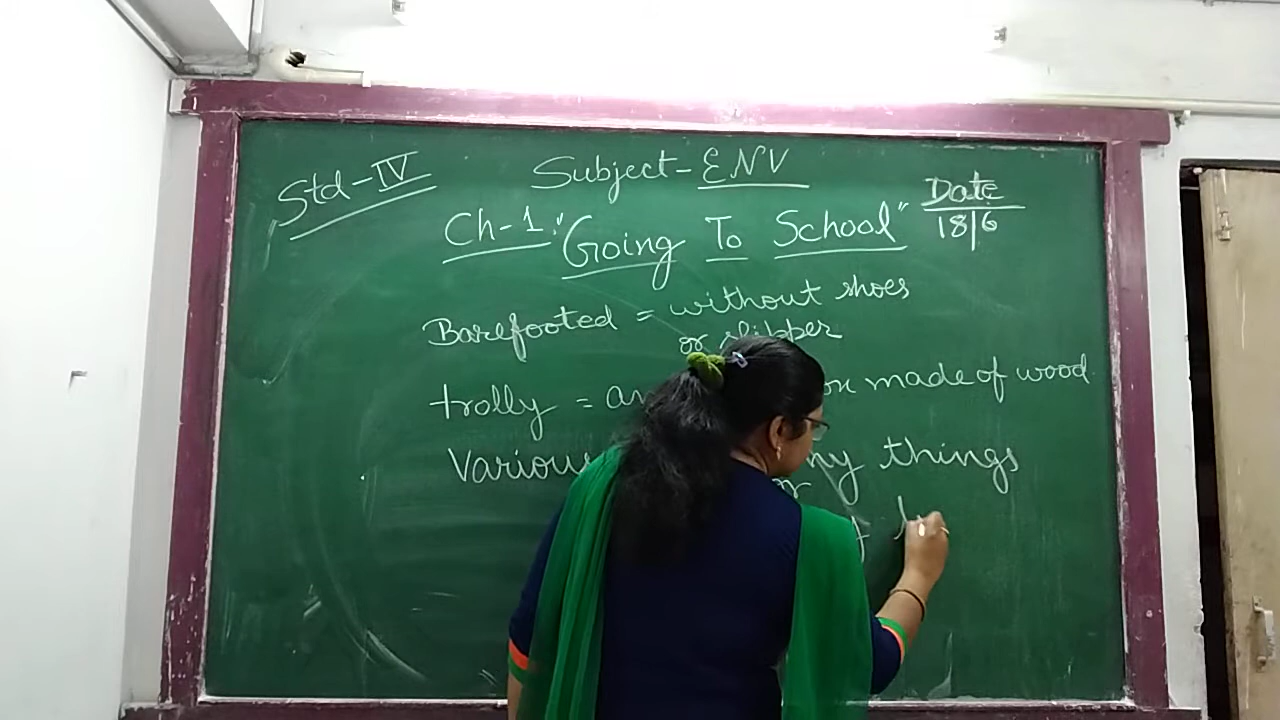 Std-IV Subject-ENV
Date
18/6
Ch-1:"Going To School"
Barefooted = without shoes
or slipper
trolly = made of wood
Various things
or